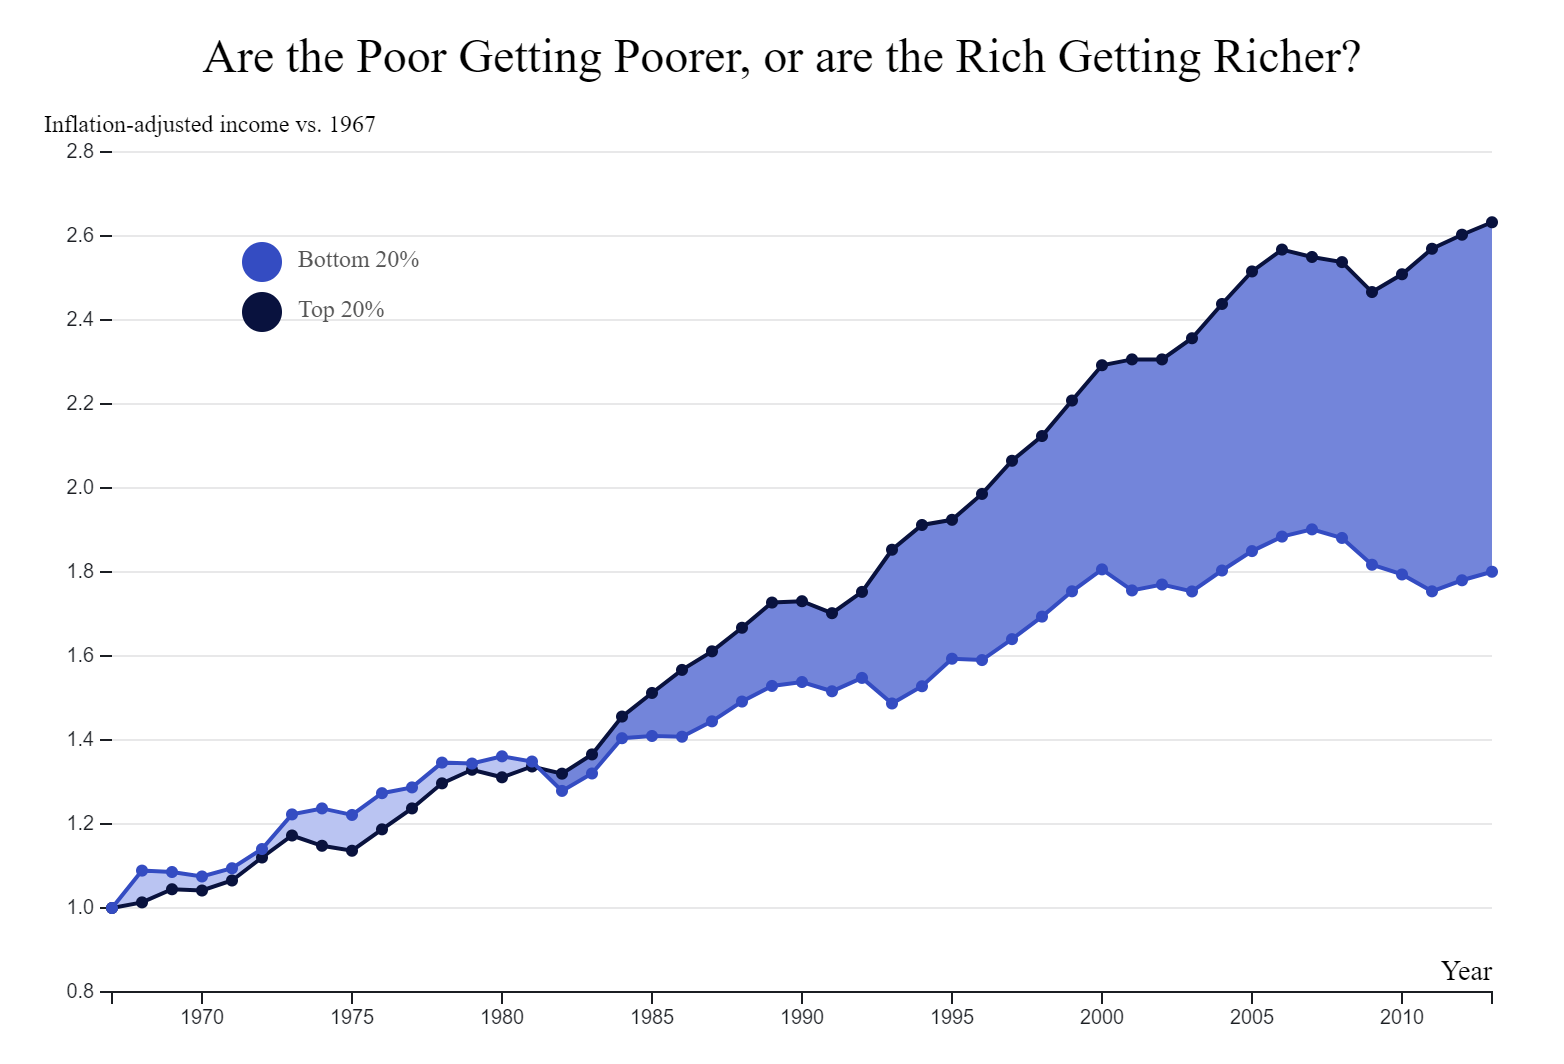 Are the Poor Getting Poorer, or are the Rich Getting Richer?
Inflation-adjusted income vs. 1967
2.8
2.6
Bottom 20%
Top 20%
2.4
2.2
2.0
1.8
1.6
1.4
1.2
1.0
Year
0.8
1970 1975 1980 1985 1990 1995 2000 2005 2010